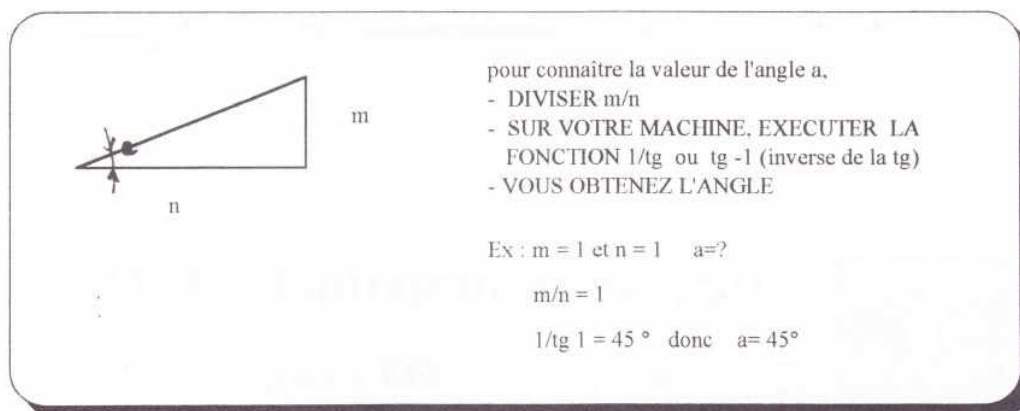 pour connaitre la valeur de l'angle a,
- DIVISER m/n
- SUR VOTRE MACHINE, EXECUTER LA
FONCTION 1/tg ou tg -1 (inverse de la tg)
- VOUS OBTENEZ L'ANGLE
m
a
n
Ex : m = 1 et n = 1 a=?
m/n = 1
1/tg 1 = 45 ° donc a= 45°